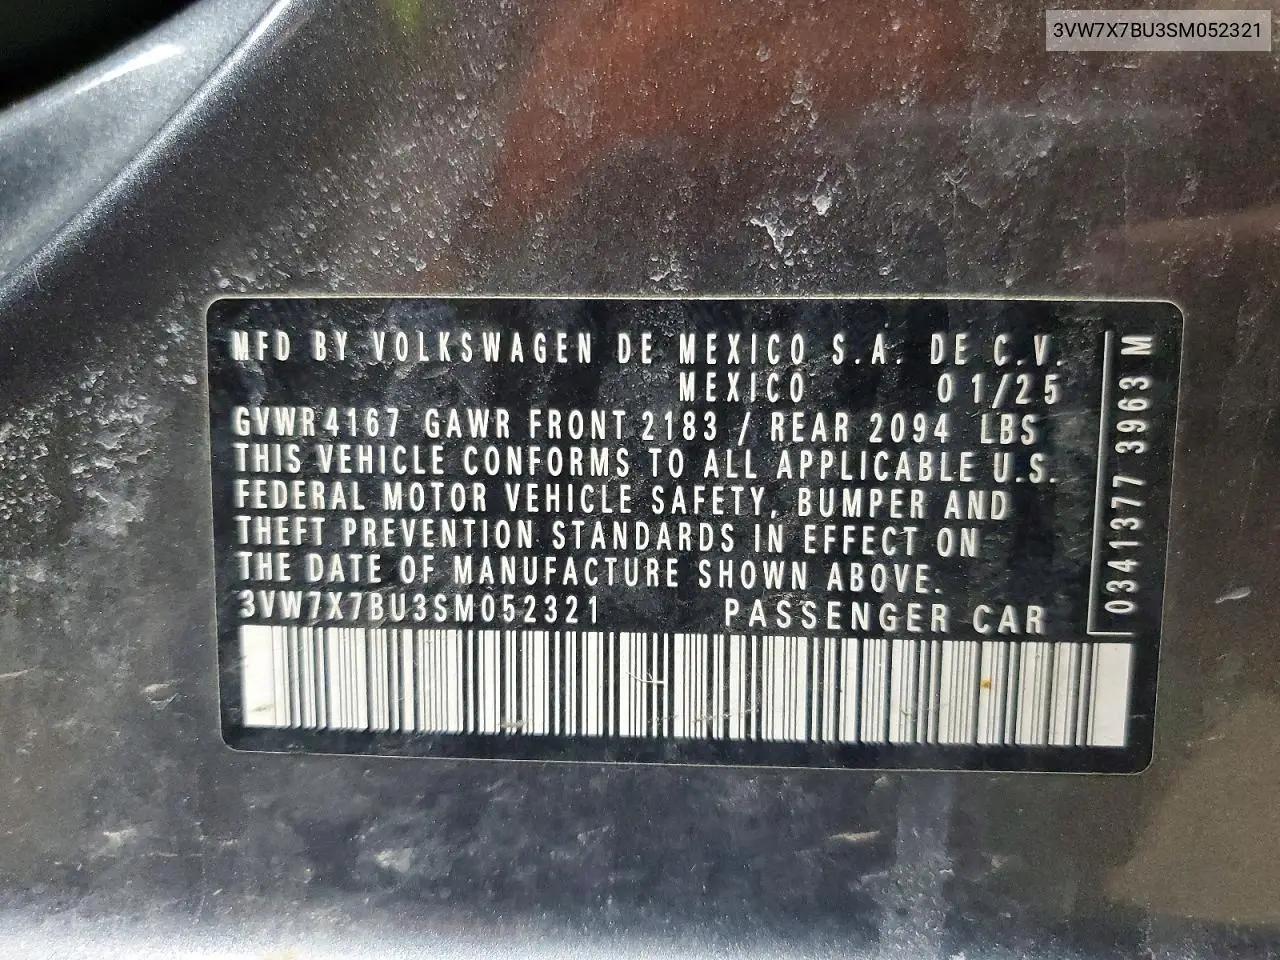 3VW7X7BU3SM052321
MFD BY VOLKSWAGEN DE MEXICO S.A. DE C.V.
MEXICO 01/25
GVWR 4167 GAWR FRONT 2183 / REAR 2094 LBS
THIS VEHICLE CONFORMS TO ALL APPLICABLE U.S.
FEDERAL MOTOR VEHICLE SAFETY, BUMPER AND
THEFT PREVENTION STANDARDS IN EFFECT ON
THE DATE OF MANUFACTURE SHOWN ABOVE.
3VW7X7BU3SM052321 PASSENGER CAR
0341377 3963 M